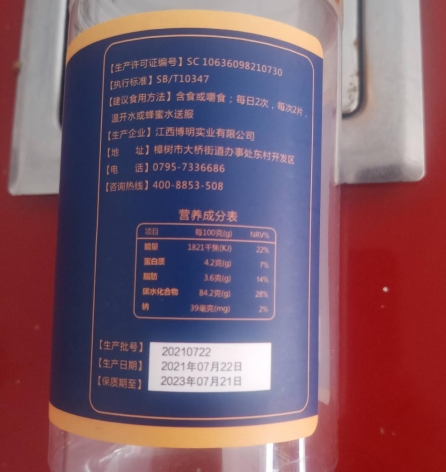 【生产许可证编号】SC 10636098210730
【执行标准】SB/T10347
【建议食用方法】含食或嚼食；每日2次，每次2片，
温开水或蜂蜜水送服
【生产企业】江西博明实业有限公司
【地 址】樟树市大桥街道办事处东村开发区
【电 话】0795-7336686
【咨询热线】400-8853-508
营养成分表
项目 每100克(g) NRV%
能量 1821千焦(KJ) 22%
蛋白质 4.2克(g) 7%
脂肪 3.6克(g) 14%
碳水化合物 84.2克(g) 28%
钠 39毫克(mg) 2%
【生产批号】 20210722
【生产日期】 2021年07月22日
【保质期至】 2023年07月21日